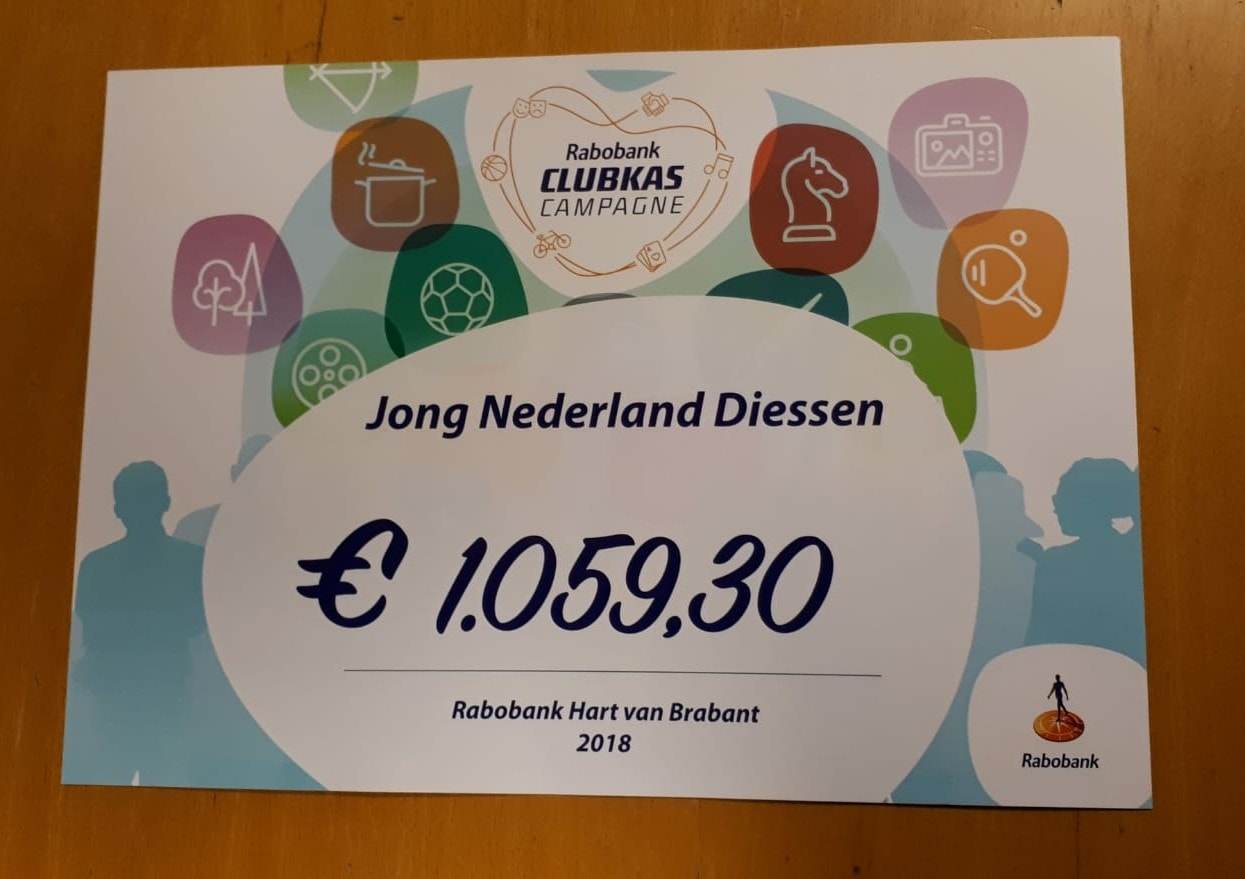 Rabobank
CLUBKAS
CAMPAGNE
Jong Nederland Diessen
€ 1.059,30
Rabobank Hart van Brabant
2018
Rabobank